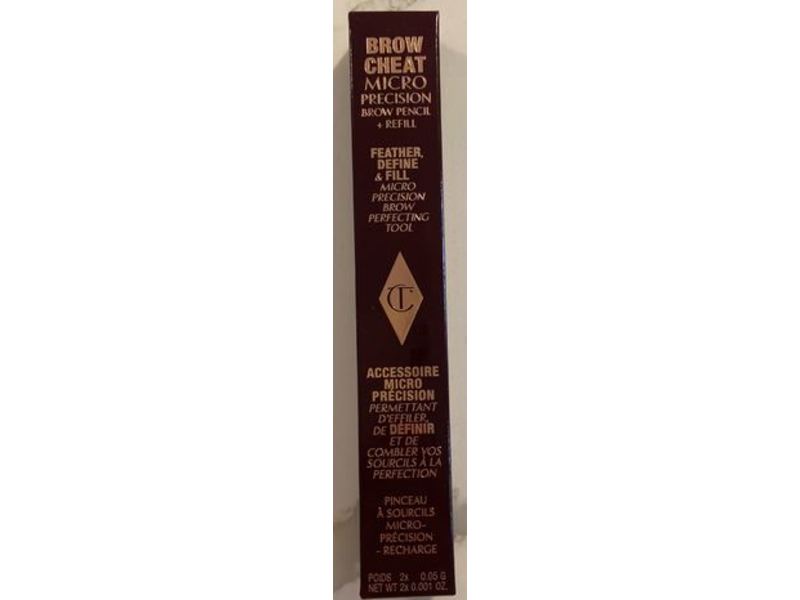 BROW
CHEAT
MICRO
PRECISION
BROW PENCIL
+ REFILL
FEATHER,
DEFINE
& FILL
MICRO
PRECISION
BROW
PERFECTING
TOOL
CT
ACCESSOIRE
MICRO
PRÉCISION
PERMETTANT
D'EFFILER,
DE DÉFINIR
ET DE
COMBLER VOS
SOURCILS À LA
PERFECTION
PINCEAU
À SOURCILS
MICRO-
PRÉCISION
- RECHARGE
POIDS 2x 0.05 G
NET WT 2x 0.001 OZ.